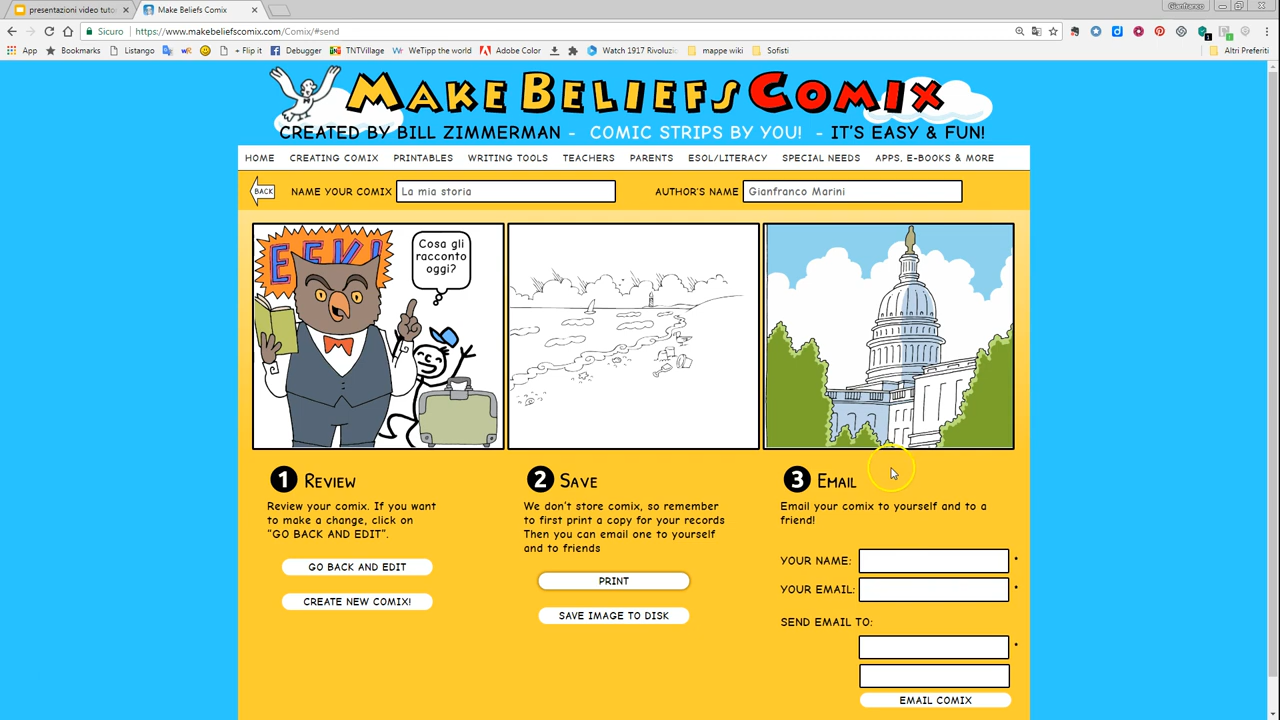 presentazioni video tuto
Make Beliefs Comix
Gianfranco
Sicuro
https://www.makebeliefscomix.com/Comix/#send
App
Bookmarks
Listango
+ Flip it
Debugger
TNTVillage
WeTipp the world
Adobe Color
Watch 1917 Rivoluzi
mappe wiki
Sofisti
Altri Preferiti
MAKE BELIEFS COMIX
CREATED BY BILL ZIMMERMAN - COMIC STRIPS BY YOU! - IT'S EASY & FUN!
HOME CREATING COMIX PRINTABLES WRITING TOOLS TEACHERS PARENTS ESOL/LITERACY SPECIAL NEEDS APPS, E-BOOKS & MORE
BACK
NAME YOUR COMIX La mia storia
AUTHOR'S NAME Gianfranco Marini
EEK!
Cosa gli
racconto
oggi?
1 REVIEW
Review your comix. If you want
to make a change, click on
"GO BACK AND EDIT".
GO BACK AND EDIT
CREATE NEW COMIX!
2 SAVE
We don't store comix, so remember
to first print a copy for your records
Then you can email one to yourself
and to friends
PRINT
SAVE IMAGE TO DISK
3 EMAIL
Email your comix to yourself and to a
friend!
YOUR NAME: *
YOUR EMAIL: *
SEND EMAIL TO:
*
EMAIL COMIX